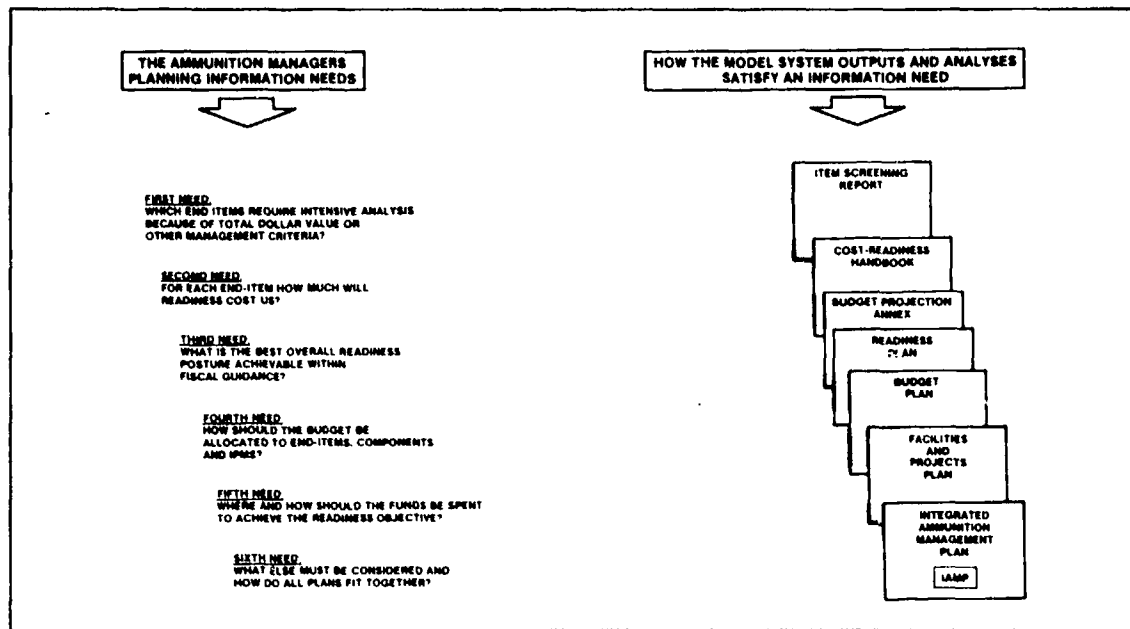 THE AMMUNITION MANAGERS
PLANNING INFORMATION NEEDS
FIRST NEED
WHICH END ITEMS REQUIRE INTENSIVE ANALYSIS
BECAUSE OF TOTAL DOLLAR VALUE OR
OTHER MANAGEMENT CRITERIA?
SECOND NEED
FOR EACH END-ITEM HOW MUCH WILL
READINESS COST US?
THIRD NEED
WHAT IS THE BEST OVERALL READINESS
POSTURE ACHIEVABLE WITHIN
FISCAL GUIDANCE?
FOURTH NEED
HOW SHOULD THE BUDGET BE
ALLOCATED TO END-ITEMS, COMPONENTS
AND IPMS?
FIFTH NEED
WHERE AND HOW SHOULD THE FUNDS BE SPENT
TO ACHIEVE THE READINESS OBJECTIVE?
SIXTH NEED
WHAT ELSE MUST BE CONSIDERED AND
HOW DO ALL PLANS FIT TOGETHER?
HOW THE MODEL SYSTEM OUTPUTS AND ANALYSES
SATISFY AN INFORMATION NEED
ITEM SCREENING
REPORT
COST-READINESS
HANDBOOK
BUDGET PROJECTION
ANNEX
READINESS
PLAN
BUDGET
PLAN
FACILITIES
AND
PROJECTS
PLAN
INTEGRATED
AMMUNITION
MANAGEMENT
PLAN
IAMP